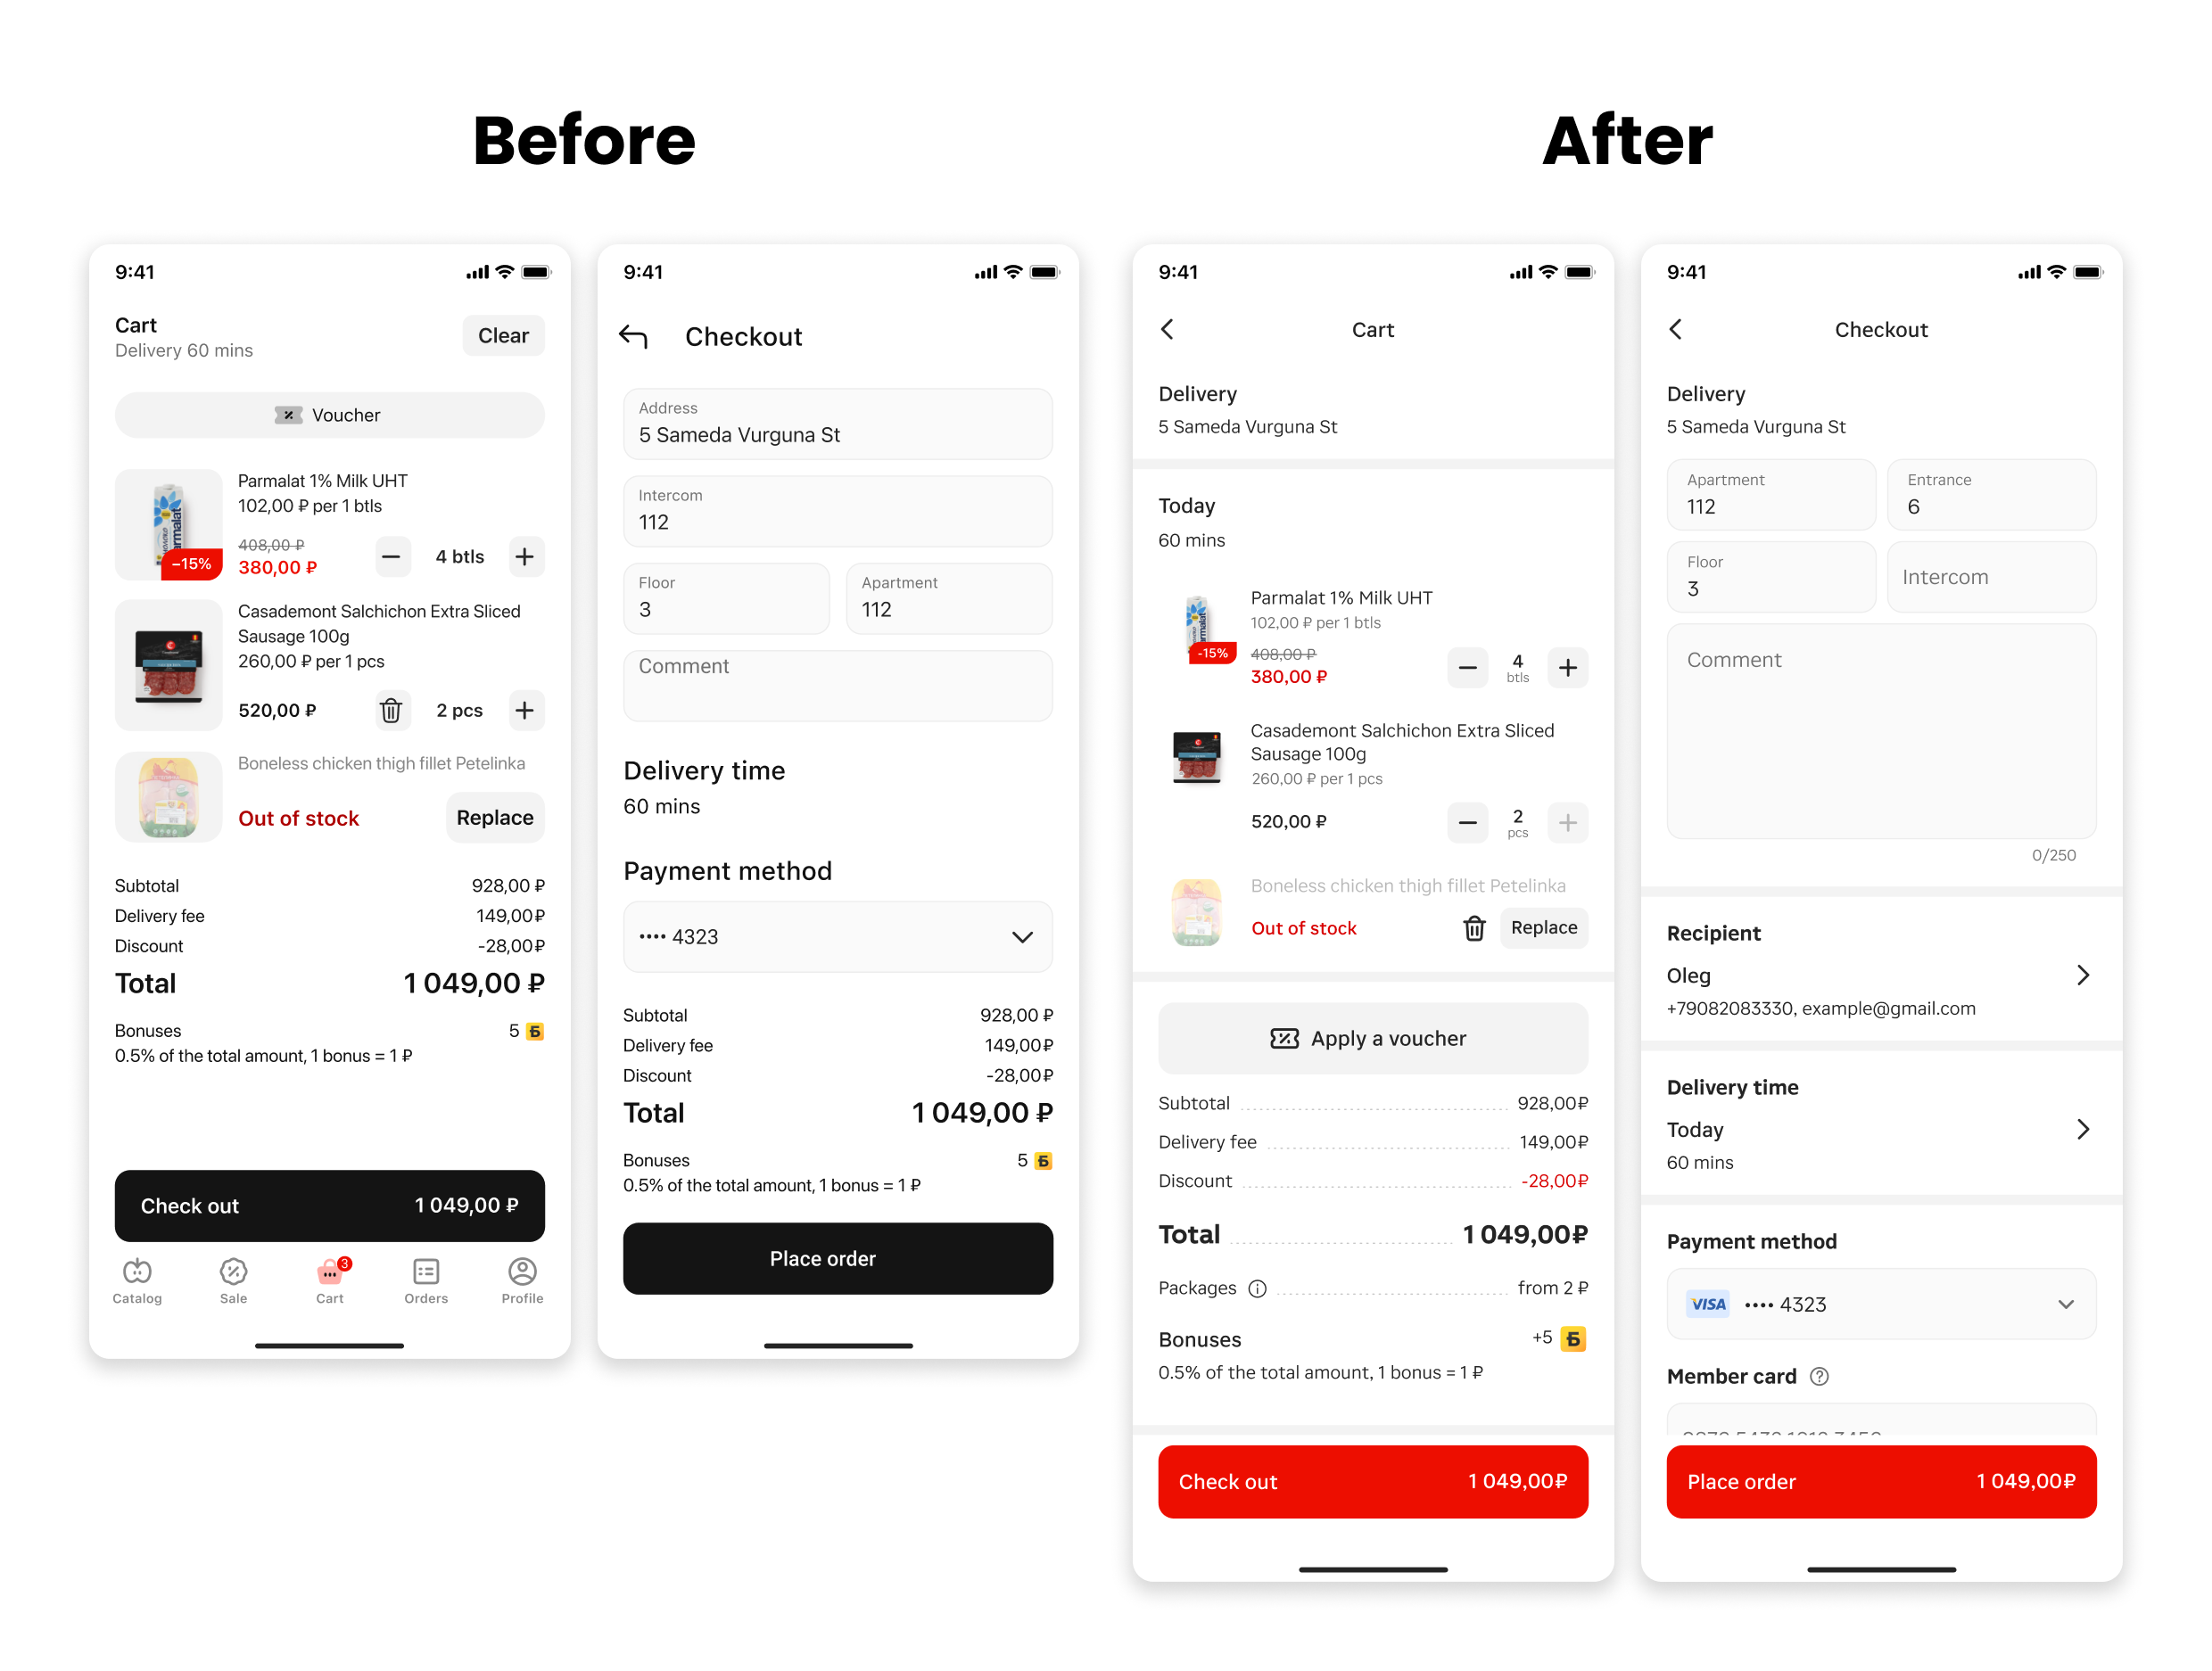 Before
After
9:41
Cart
Delivery 60 mins
Clear
Voucher
Parmalat 1% Milk UHT
102,00 ₽ per 1 btls
408,00 ₽
380,00 ₽
4 btls
armalat
−15%
Casademont Salchichon Extra Sliced
Sausage 100g
260,00 ₽ per 1 pcs
520,00 ₽
2 pcs
Boneless chicken thigh fillet Petelinka
Out of stock
Replace
Subtotal 928,00 ₽
Delivery fee 149,00₽
Discount -28,00₽
Total 1 049,00 ₽
Bonuses 5 Б
0.5% of the total amount, 1 bonus = 1 ₽
Check out 1 049,00 ₽
3
Catalog Sale Cart Orders Profile
9:41
Checkout
Address
5 Sameda Vurguna St
Intercom
112
Floor
3
Apartment
112
Comment
Delivery time
60 mins
Payment method
•••• 4323
Subtotal 928,00 ₽
Delivery fee 149,00₽
Discount -28,00₽
Total 1 049,00 ₽
Bonuses 5 Б
0.5% of the total amount, 1 bonus = 1 ₽
Place order
9:41
Cart
Delivery
5 Sameda Vurguna St
Today
60 mins
Parmalat 1% Milk UHT
102,00 ₽ per 1 btls
408,00 ₽
380,00 ₽
4
btls
armalat
-15%
Casademont Salchichon Extra Sliced
Sausage 100g
260,00 ₽ per 1 pcs
520,00 ₽
2
pcs
Boneless chicken thigh fillet Petelinka
Out of stock
Replace
Apply a voucher
Subtotal 928,00₽
Delivery fee 149,00₽
Discount -28,00₽
Total 1 049,00₽
Packages from 2 ₽
Bonuses +5 Б
0.5% of the total amount, 1 bonus = 1 ₽
Check out 1 049,00₽
9:41
Checkout
Delivery
5 Sameda Vurguna St
Apartment
112
Entrance
6
Floor
3
Intercom
Comment
0/250
Recipient
Oleg
+79082083330, example@gmail.com
Delivery time
Today
60 mins
Payment method
VISA •••• 4323
Member card
Place order 1 049,00₽